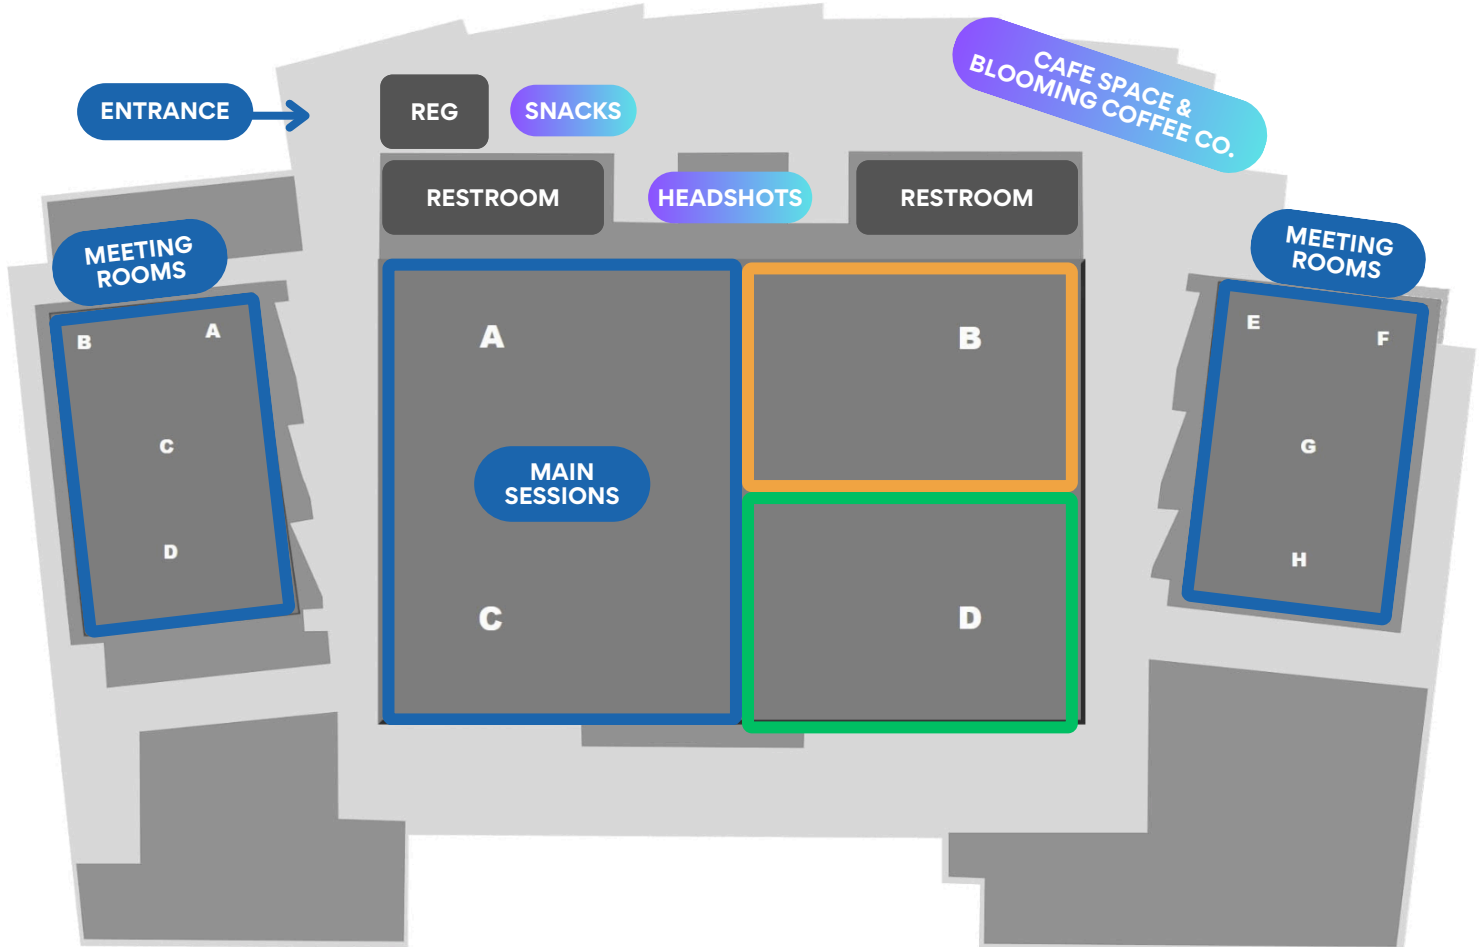 CAFE SPACE &
BLOOMING COFFEE CO.
ENTRANCE
REG
SNACKS
RESTROOM
HEADSHOTS
RESTROOM
MEETING
ROOMS
MEETING
ROOMS
B
A
C
D
A
B
MAIN
SESSIONS
C
D
E
F
G
H